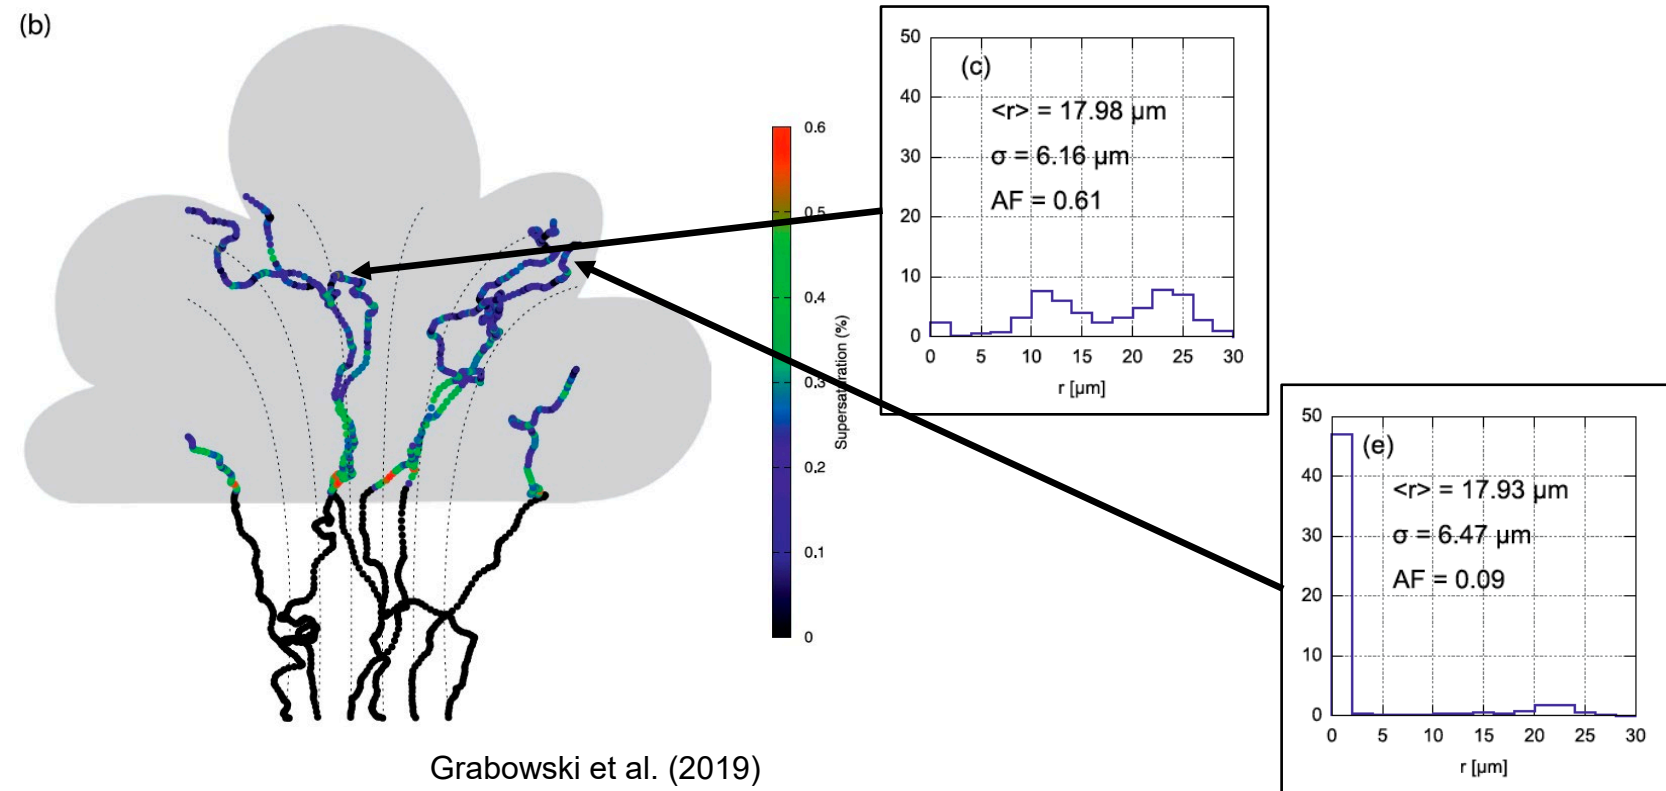 (b)
0.6
0.5
0.4
0.3
0.2
0.1
0
Supersaturation (%)
50
40
30
20
10
0
(c)
<r> = 17.98 μm
σ = 6.16 μm
AF = 0.61
0 5 10 15 20 25 30
r [μm]
50
40
30
20
10
0
(e)
<r> = 17.93 μm
σ = 6.47 μm
AF = 0.09
0 5 10 15 20 25 30
r [μm]
Grabowski et al. (2019)